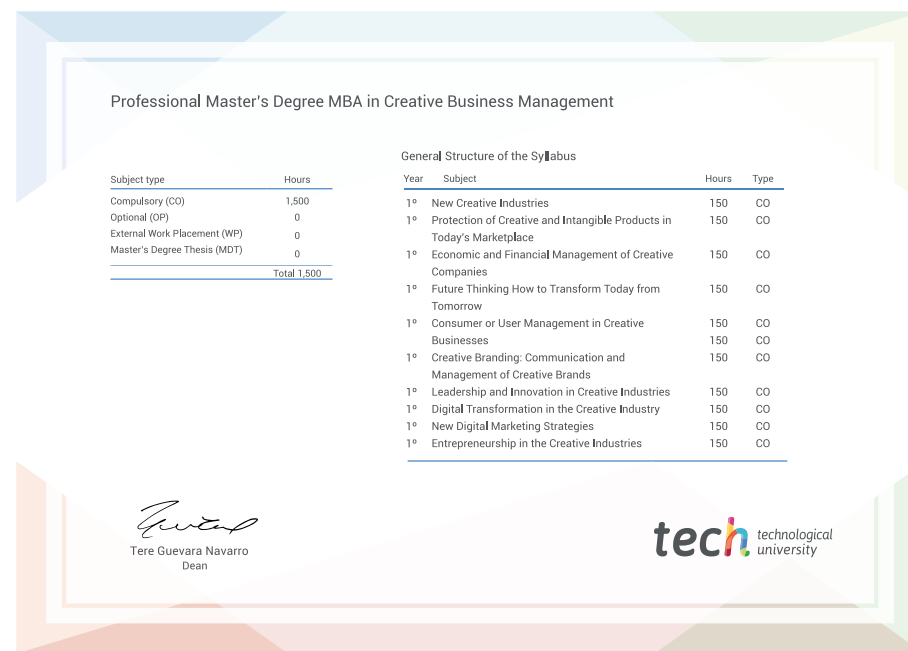 Professional Master's Degree MBA in Creative Business Management
Subject type Hours
Compulsory (CO) 1,500
Optional (OP) 0
External Work Placement (WP) 0
Master's Degree Thesis (MDT) 0
Total 1,500
General Structure of the Syllabus
Year Subject Hours Type
1º New Creative Industries 150 CO
1º Protection of Creative and Intangible Products in 150 CO
Today's Marketplace
1º Economic and Financial Management of Creative 150 CO
Companies
1º Future Thinking How to Transform Today from 150 CO
Tomorrow
1º Consumer or User Management in Creative 150 CO
Businesses 150 CO
1º Creative Branding: Communication and 150 CO
Management of Creative Brands
1º Leadership and Innovation in Creative Industries 150 CO
1º Digital Transformation in the Creative Industry 150 CO
1º New Digital Marketing Strategies 150 CO
1º Entrepreneurship in the Creative Industries 150 CO
Tere Guevara Navarro
Dean
tech technological
university